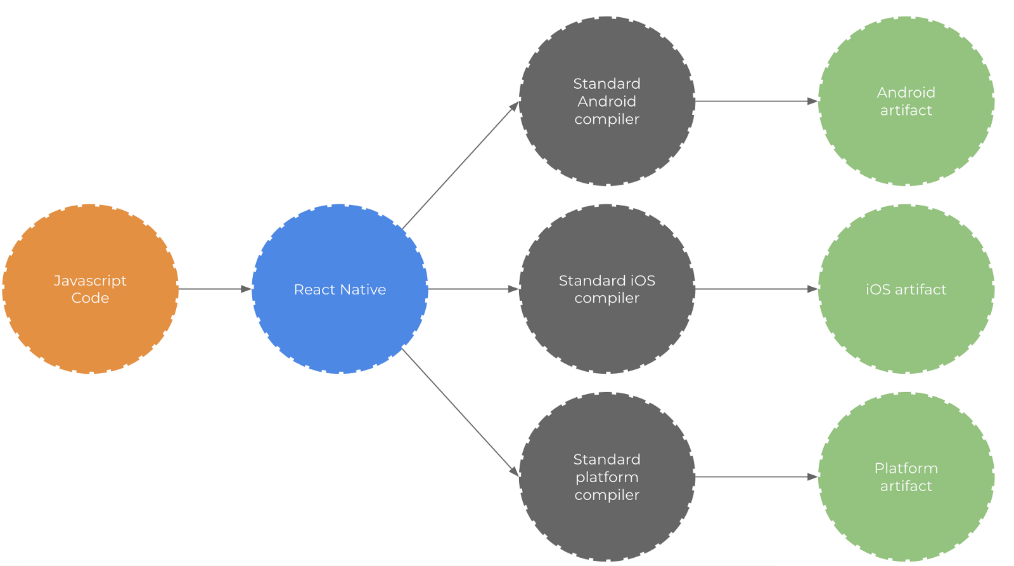 Javascript
Code
React Native
Standard
Android
compiler
Android
artifact
Standard iOS
compiler
iOS artifact
Standard
platform
compiler
Platform
artifact